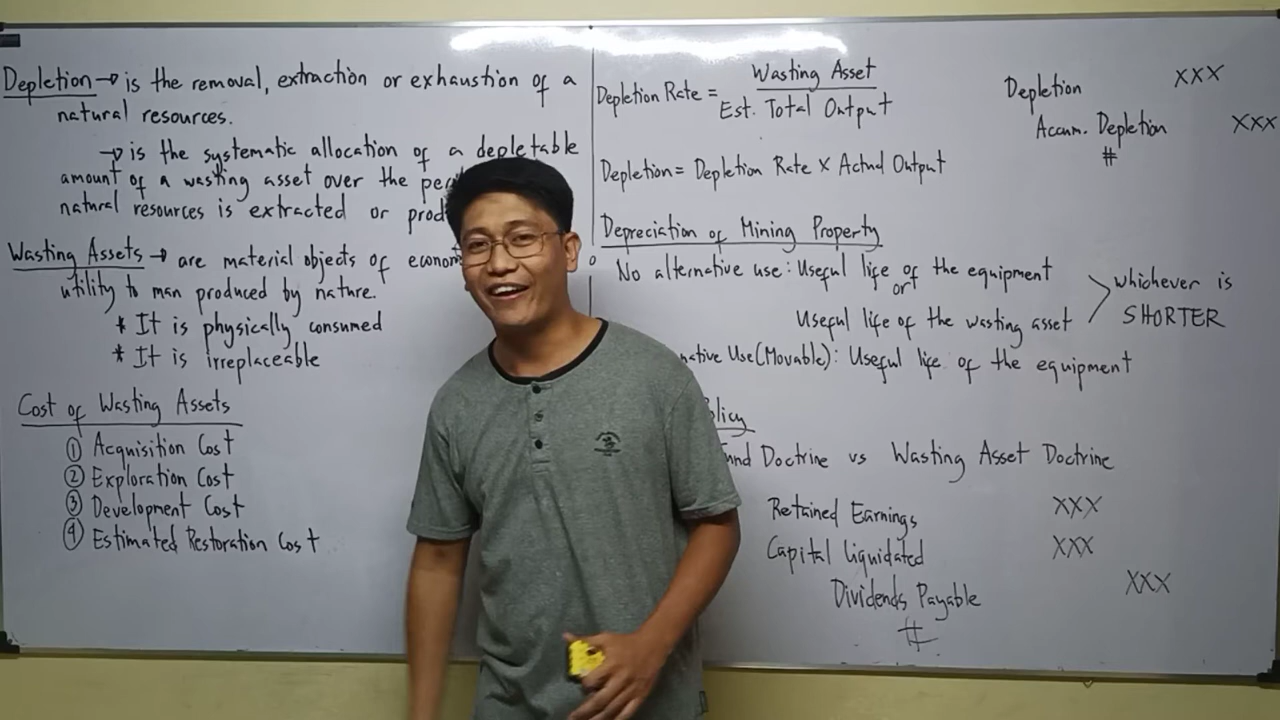 Depletion → is the removal, extraction or exhaustion of a
natural resources.
→ is the systematic allocation of a depletable
amount of a wasting asset over the
natural resources is extracted or
Wasting Assets → are material objects of
utility to man produced by nature.
* It is physically consumed
* It is irreplaceable
Cost of Wasting Assets
① Acquisition Cost
② Exploration Cost
③ Development Cost
④ Estimated Restoration Cost
Depletion Rate = Wasting Asset
Est. Total Output
Depletion = Depletion Rate X Actual Output
Depletion XXX
Accum. Depletion XXX
#
Depreciation of Mining Property
No alternative use: Useful life of the equipment
or
Useful life of the wasting asset
whichever is
SHORTER
Use (Movable): Useful life of the equipment
Doctrine vs Wasting Asset Doctrine
Retained Earnings XXX
Capital Liquidated XXX
Dividends Payable XXX
#